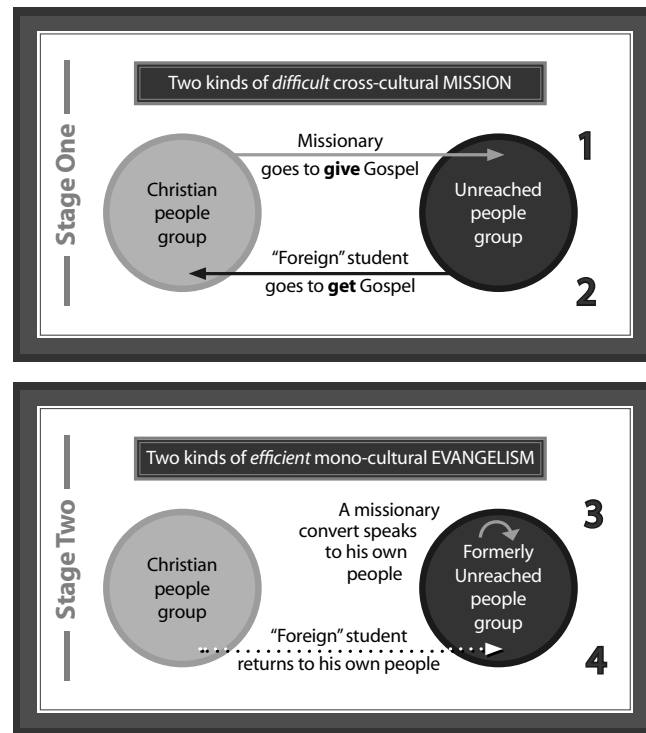 Stage One
Two kinds of difficult cross-cultural MISSION
Christian
people
group
Missionary
goes to give Gospel
Unreached
people
group
1
"Foreign" student
goes to get Gospel
2
Stage Two
Two kinds of efficient mono-cultural EVANGELISM
Christian
people
group
A missionary
convert speaks
to his own
people
Formerly
Unreached
people
group
3
"Foreign" student
returns to his own people
4